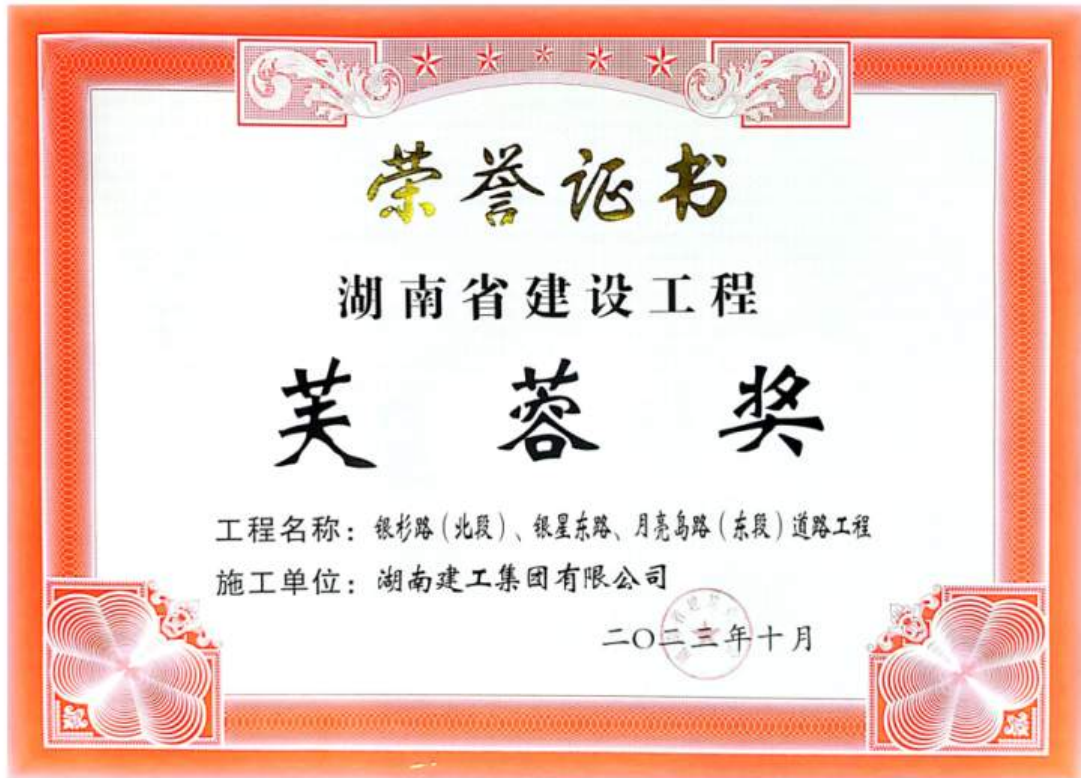 荣誉证书
湖南省建设工程
芙蓉奖
工程名称：银杉路（北段）、银星东路、月亮岛路（东段）道路工程
施工单位：湖南建工集团有限公司
二〇二三年十月